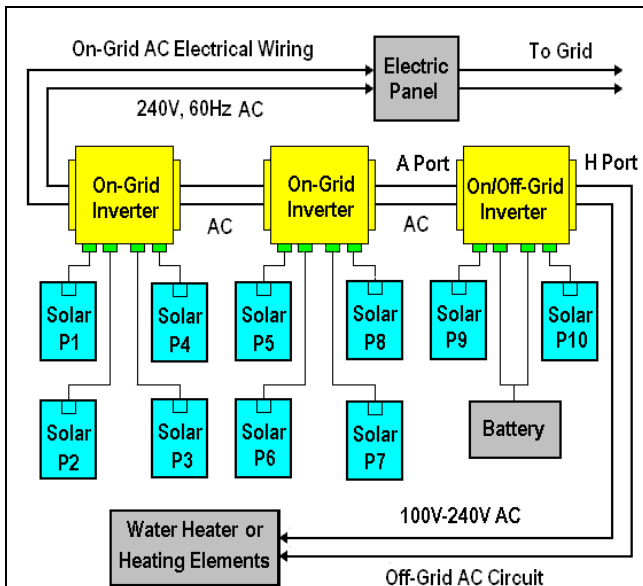 On-Grid AC Electrical Wiring
Electric
Panel
To Grid
240V, 60Hz AC
On-Grid
Inverter
AC
On-Grid
Inverter
A Port
AC
On/Off-Grid
Inverter
H Port
Solar
P1
Solar
P4
Solar
P5
Solar
P8
Solar
P9
Solar
P10
Solar
P2
Solar
P3
Solar
P6
Solar
P7
Battery
100V-240V AC
Water Heater or
Heating Elements
Off-Grid AC Circuit